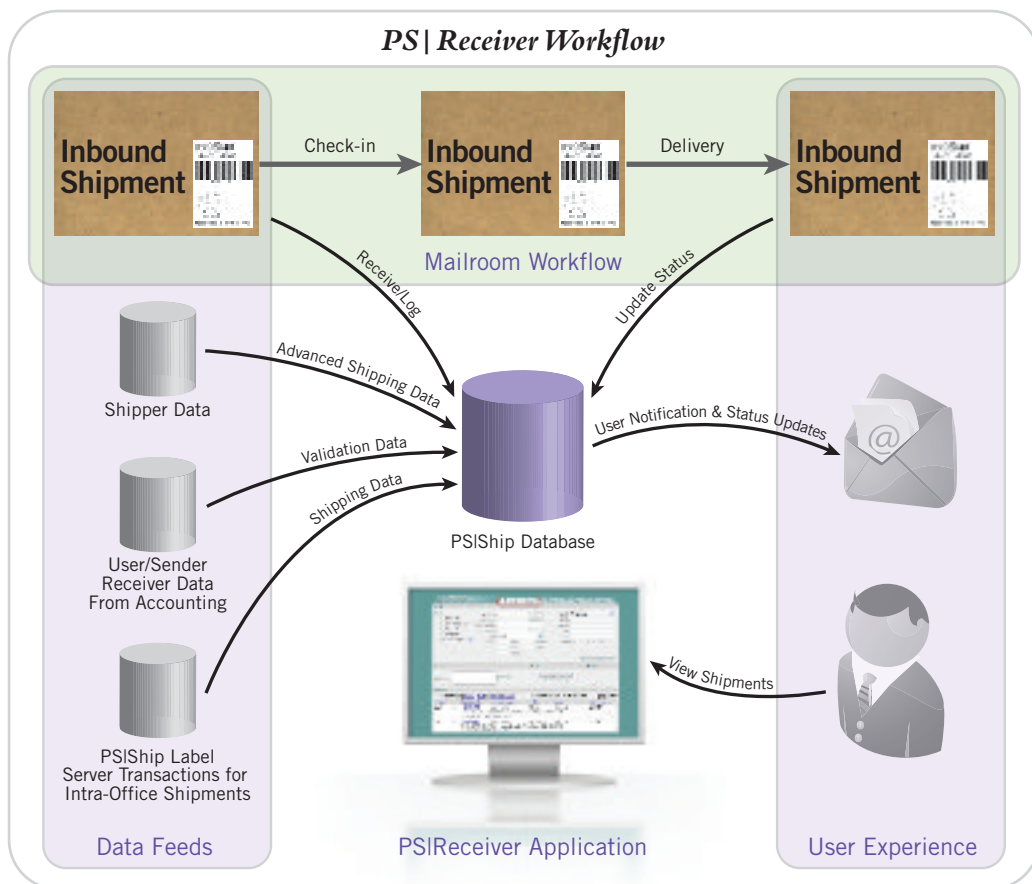 PS| Receiver Workflow
Inbound
Shipment
Check-in
Inbound
Shipment
Delivery
Inbound
Shipment
Mailroom Workflow
Receive/Log
Update Status
Shipper Data
Advanced Shipping Data
User Notification & Status Updates
@
Validation Data
Shipping Data
User/Sender
Receiver Data
From Accounting
PS|Ship Database
View Shipments
PS|Ship Label
Server Transactions for
Intra-Office Shipments
Data Feeds
PS|Receiver Application
User Experience